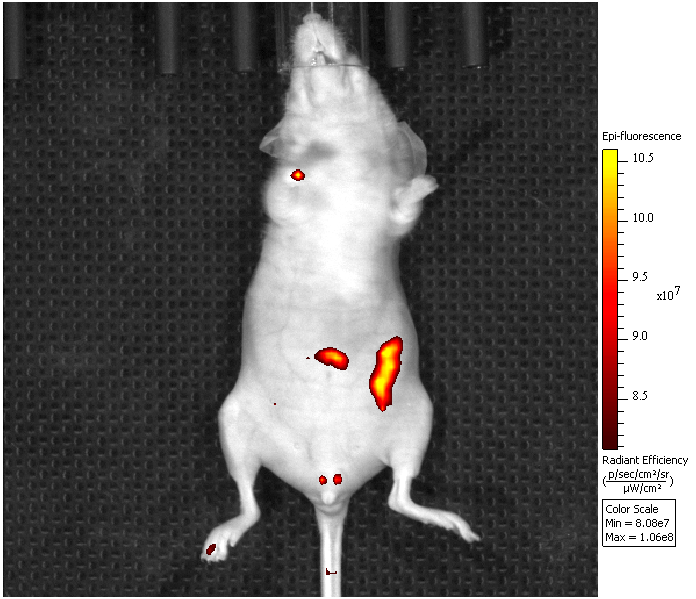 Epi-fluorescence
10.5
10.0
9.5
x10⁷
9.0
8.5
Radiant Efficiency
(p/sec/cm²/sr
µW/cm²)
Color Scale
Min = 8.08e7
Max = 1.06e8